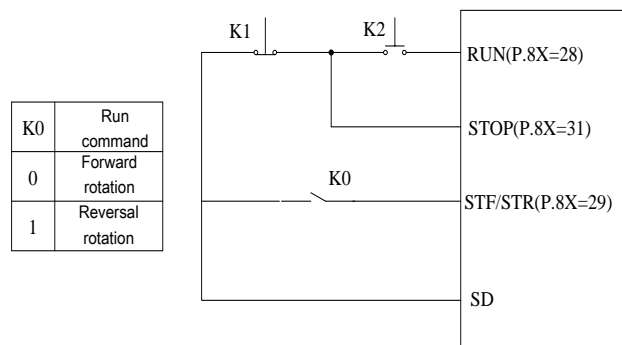 K1
K2
RUN(P.8X=28)
STOP(P.8X=31)
K0
STF/STR(P.8X=29)
SD
K0 Run
command
0 Forward
rotation
1 Reversal
rotation